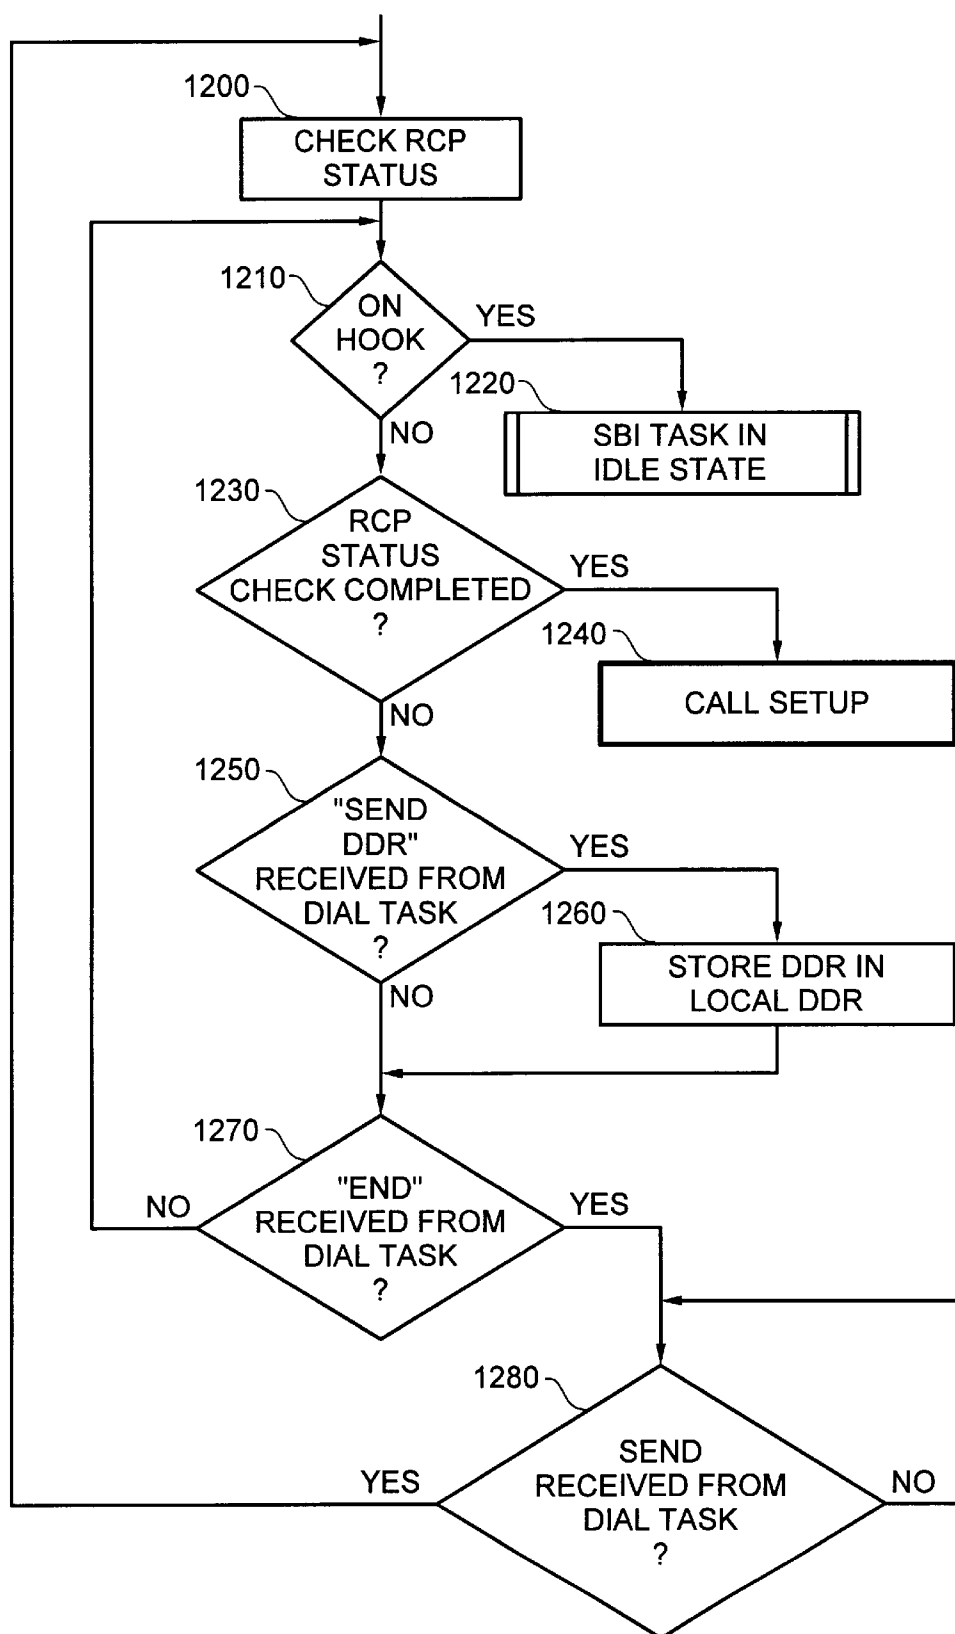 1200
CHECK RCP
STATUS
1210
ON
HOOK
?
YES
NO
1220
SBI TASK IN
IDLE STATE
1230
RCP
STATUS
CHECK COMPLETED
?
YES
NO
1240
CALL SETUP
1250
"SEND
DDR"
RECEIVED FROM
DIAL TASK
?
YES
NO
1260
STORE DDR IN
LOCAL DDR
1270
"END"
RECEIVED FROM
DIAL TASK
?
NO
YES
1280
SEND
RECEIVED FROM
DIAL TASK
?
YES
NO